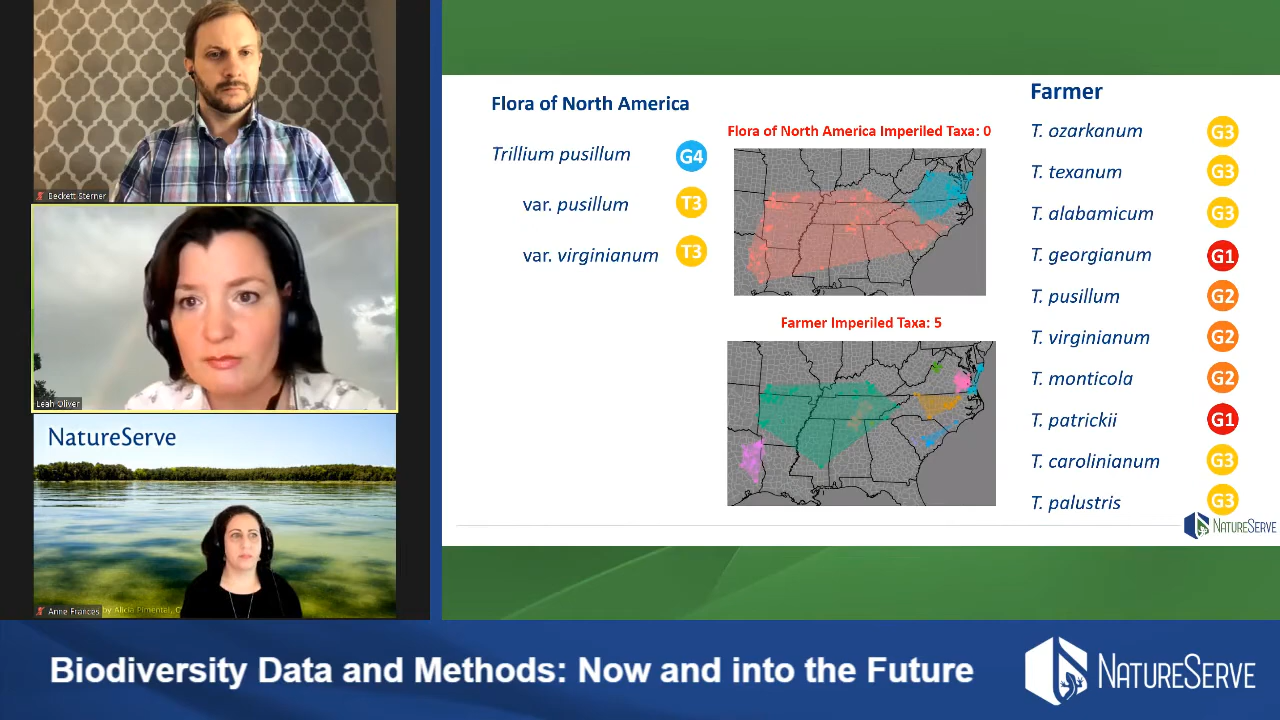 Beckett Sterner
Leah Oliver
NatureServe
Anne Frances
by Alicia Pimental, C
Flora of North America
Trillium pusillum G4
var. pusillum T3
var. virginianum T3
Flora of North America Imperiled Taxa: 0
Farmer Imperiled Taxa: 5
Farmer
T. ozarkanum G3
T. texanum G3
T. alabamicum G3
T. georgianum G1
T. pusillum G2
T. virginianum G2
T. monticola G2
T. patrickii G1
T. carolinianum G3
T. palustris G3
NATURESERVE
Biodiversity Data and Methods: Now and into the Future
NATURESERVE